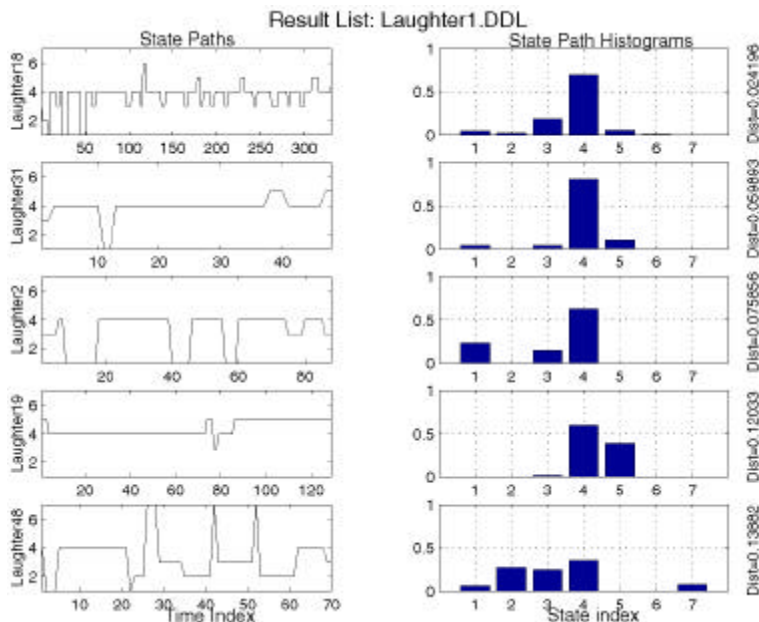 Result List: Laughter1.DDL
State Paths
State Path Histograms
Laughter18
6
4
2
50 100 150 200 250 300
1
0.5
0
1 2 3 4 5 6 7
Dist=0.024196
Laughter31
6
4
2
10 20 30 40
1
0.5
0
1 2 3 4 5 6 7
Dist=0.059893
Laughter2
6
4
2
20 40 60 80
1
0.5
0
1 2 3 4 5 6 7
Dist=0.075656
Laughter19
6
4
2
20 40 60 80 100 120
1
0.5
0
1 2 3 4 5 6 7
Dist=0.12033
Laughter48
6
4
2
10 20 30 40 50 60 70
Time Index
1
0.5
0
1 2 3 4 5 6 7
State index
Dist=0.13882